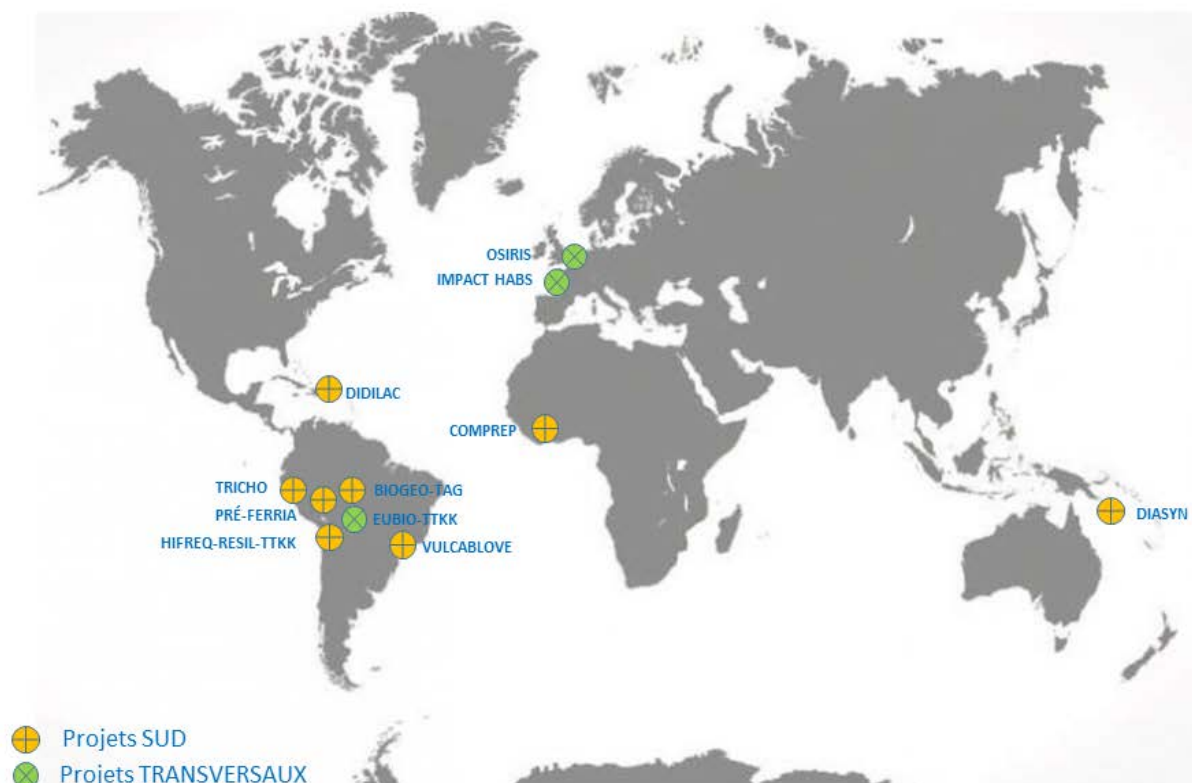 OSIRIS
IMPACT HABS
DIDILAC
COMPREP
TRICHO
BIOGEO-TAG
PRÉ-FERRIA
EUBIO-TTKK
DIASYN
HIFREQ-RESIL-TTKK
VULCABLOVE
Projets SUD
Projets TRANSVERSAUX